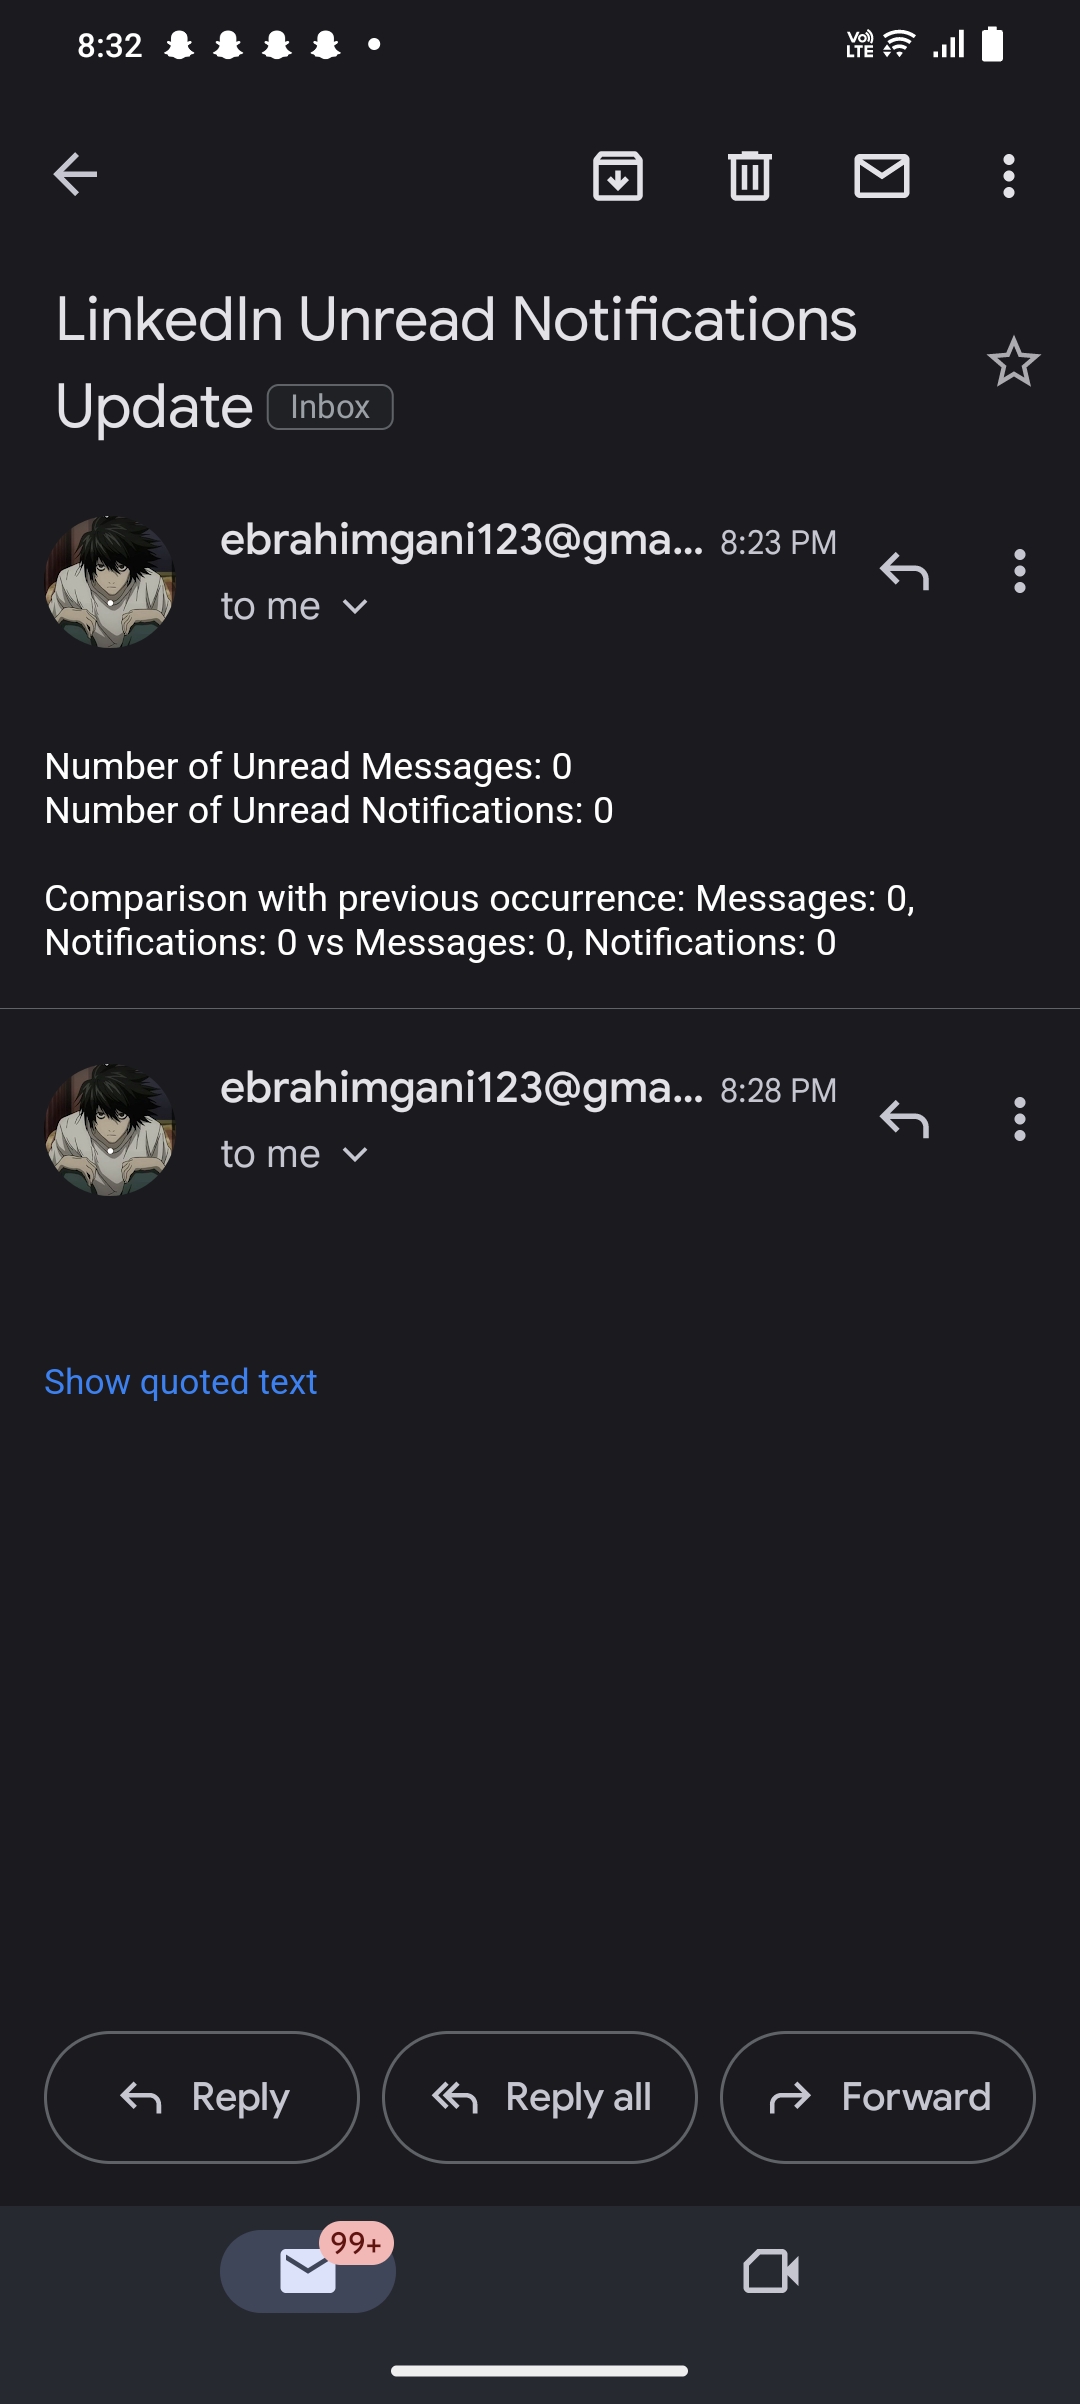 8:32
Vo)) LTE
LinkedIn Unread Notifications
Update Inbox
ebrahimgani123@gma... 8:23 PM
to me
Number of Unread Messages: 0
Number of Unread Notifications: 0
Comparison with previous occurrence: Messages: 0,
Notifications: 0 vs Messages: 0, Notifications: 0
ebrahimgani123@gma... 8:28 PM
to me
Show quoted text
Reply Reply all Forward
99+